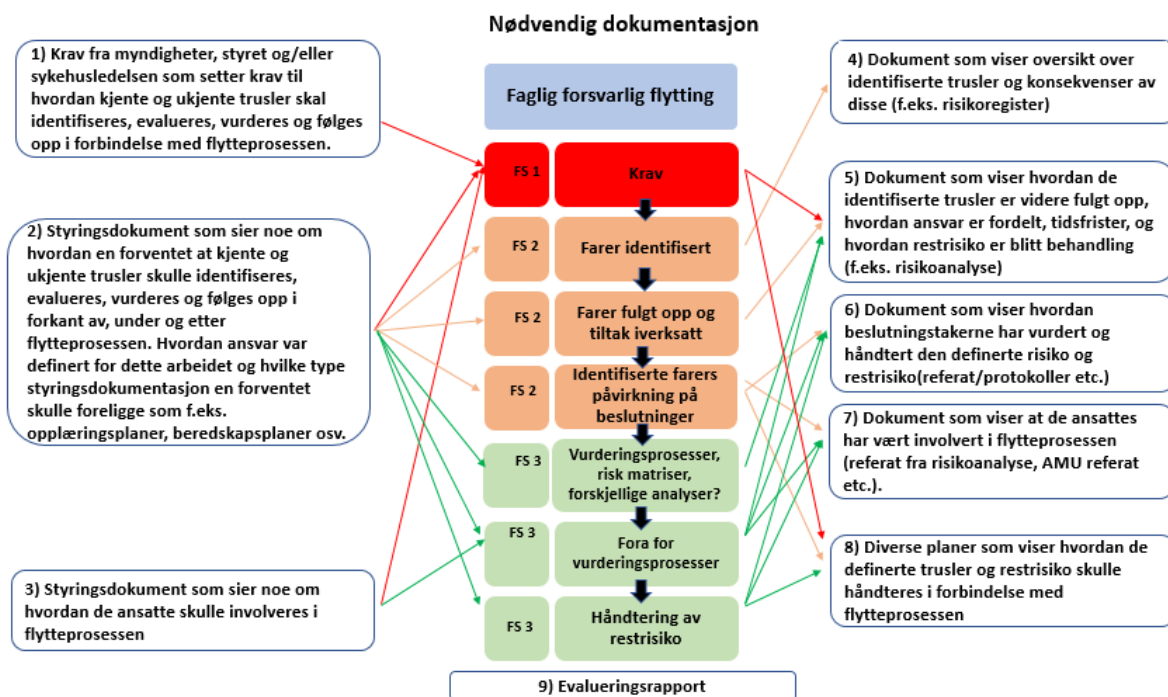 Nødvendig dokumentasjon
1) Krav fra myndigheter, styret og/eller
sykehusledelsen som setter krav til
hvordan kjente og ukjente trusler skal
identifiseres, evalueres, vurderes og følges
opp i forbindelse med flytteprosessen.
2) Styringsdokument som sier noe om
hvordan en forventet at kjente og
ukjente trusler skulle identifiseres,
evalueres, vurderes og følges opp i
forkant av, under og etter
flytteprosessen. Hvordan ansvar var
definert for dette arbeidet og hvilke type
styringsdokumentasjon en forventet
skulle foreligge som f.eks.
opplæringsplaner, beredskapsplaner osv.
3) Styringsdokument som sier noe om
hvordan de ansatte skulle involveres i
flytteprosessen
Faglig forsvarlig flytting
FS 1
Krav
FS 2
Farer identifisert
FS 2
Farer fulgt opp og
tiltak iverksatt
FS 2
Identifiserte farers
påvirkning på
beslutninger
FS 3
Vurderingsprosesser,
risk matriser,
forskjellige analyser?
FS 3
Fora for
vurderingsprosesser
FS 3
Håndtering av
restrisiko
9) Evalueringsrapport
4) Dokument som viser oversikt over
identifiserte trusler og konsekvenser av
disse (f.eks. risikoregister)
5) Dokument som viser hvordan de
identifiserte trusler er videre fulgt opp,
hvordan ansvar er fordelt, tidsfrister, og
hvordan restrisiko er blitt behandling
(f.eks. risikoanalyse)
6) Dokument som viser hvordan
beslutningstakerne har vurdert og
håndtert den definerte risiko og
restrisiko(referat/protokoller etc.)
7) Dokument som viser at de ansattes
har vært involvert i flytteprosessen
(referat fra risikoanalyse, AMU referat
etc.).
8) Diverse planer som viser hvordan de
definerte trusler og restrisiko skulle
håndteres i forbindelse med
flytteprosessen